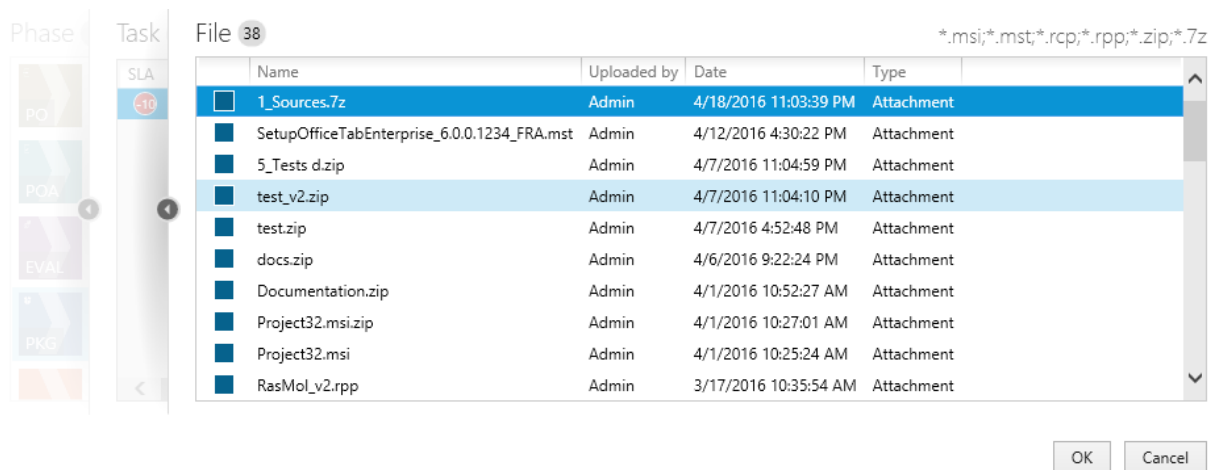 Phase
Task
File 38
*.msi;*.mst;*.rcp;*.rpp;*.zip;*.7z
SLA
Name Uploaded by Date Type
-10
1_Sources.7z Admin 4/18/2016 11:03:39 PM Attachment
PO
SetupOfficeTabEnterprise_6.0.0.1234_FRA.mst Admin 4/12/2016 4:30:22 PM Attachment
5_Tests d.zip Admin 4/7/2016 11:04:59 PM Attachment
POA
test_v2.zip Admin 4/7/2016 11:04:10 PM Attachment
test.zip Admin 4/7/2016 4:52:48 PM Attachment
EVAL
docs.zip Admin 4/6/2016 9:22:24 PM Attachment
Documentation.zip Admin 4/1/2016 10:52:27 AM Attachment
Project32.msi.zip Admin 4/1/2016 10:27:01 AM Attachment
PKG
Project32.msi Admin 4/1/2016 10:25:24 AM Attachment
RasMol_v2.rpp Admin 3/17/2016 10:35:54 AM Attachment
OK Cancel